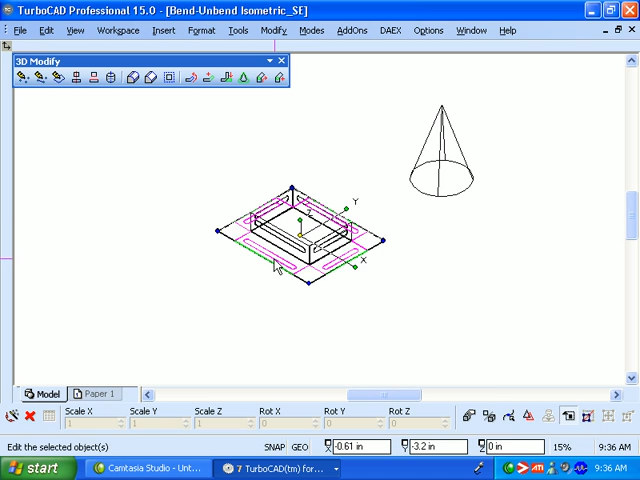 TurboCAD Professional 15.0 - [Bend-Unbend Isometric_SE]
File Edit View Workspace Insert Format Tools Modify Modes AddOns DAEX Options Window Help
3D Modify
Y
Z
X
Model Paper 1
Scale X Scale Y Scale Z Rot X Rot Y Rot Z
1 1 1 0 0 0
Edit the selected object(s) SNAP GEO -0.61 in -3.2 in 0 in 15% 9:36 AM
start Camtasia Studio - Unt... 7 TurboCAD(tm) for... 9:36 AM